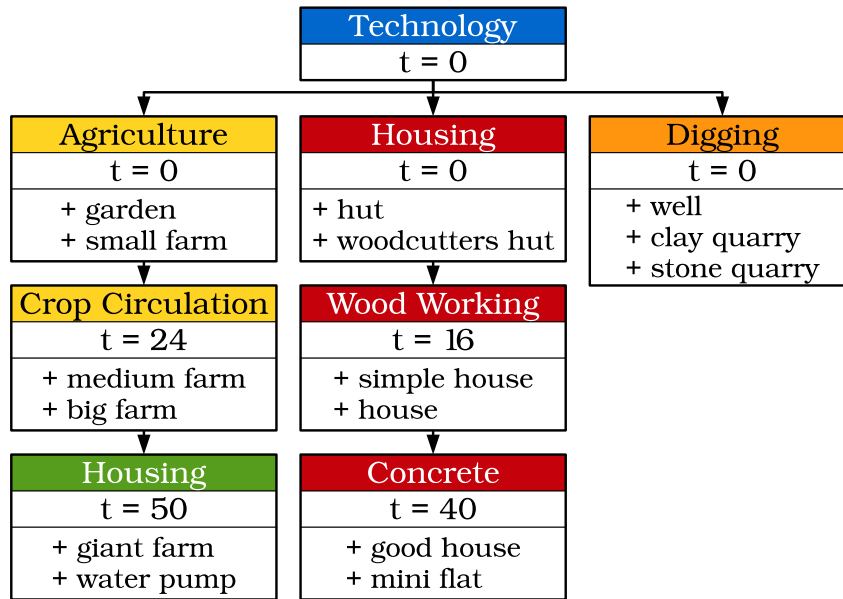 Technology
t = 0
Agriculture
t = 0
+ garden
+ small farm
Housing
t = 0
+ hut
+ woodcutters hut
Digging
t = 0
+ well
+ clay quarry
+ stone quarry
Crop Circulation
t = 24
+ medium farm
+ big farm
Wood Working
t = 16
+ simple house
+ house
Housing
t = 50
+ giant farm
+ water pump
Concrete
t = 40
+ good house
+ mini flat